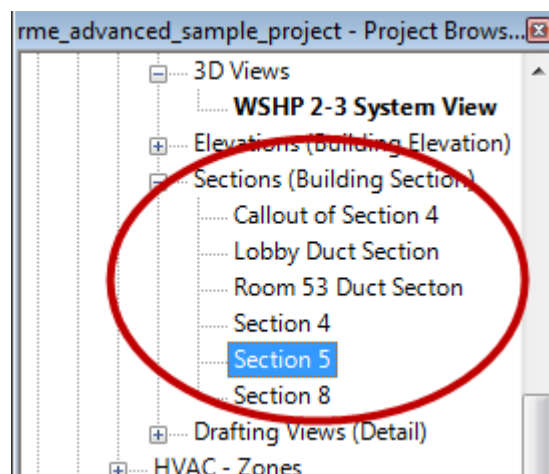 rme_advanced_sample_project - Project Brows...
3D Views
WSHP 2-3 System View
Elevations (Building Elevation)
Sections (Building Section)
Callout of Section 4
Lobby Duct Section
Room 53 Duct Secton
Section 4
Section 5
Section 8
Drafting Views (Detail)
HVAC - Zones